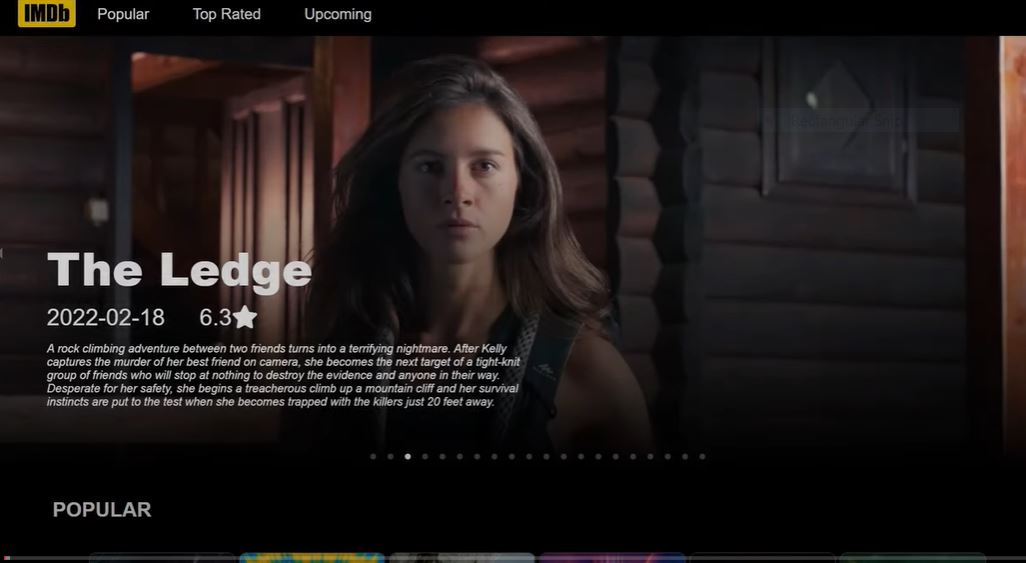 IMDb
Popular
Top Rated
Upcoming
Rectangular Snip
The Ledge
2022-02-18
6.3
A rock climbing adventure between two friends turns into a terrifying nightmare. After Kelly
captures the murder of her best friend on camera, she becomes the next target of a tight-knit
group of friends who will stop at nothing to destroy the evidence and anyone in their way.
Desperate for her safety, she begins a treacherous climb up a mountain cliff and her survival
instincts are put to the test when she becomes trapped with the killers just 20 feet away.
POPULAR